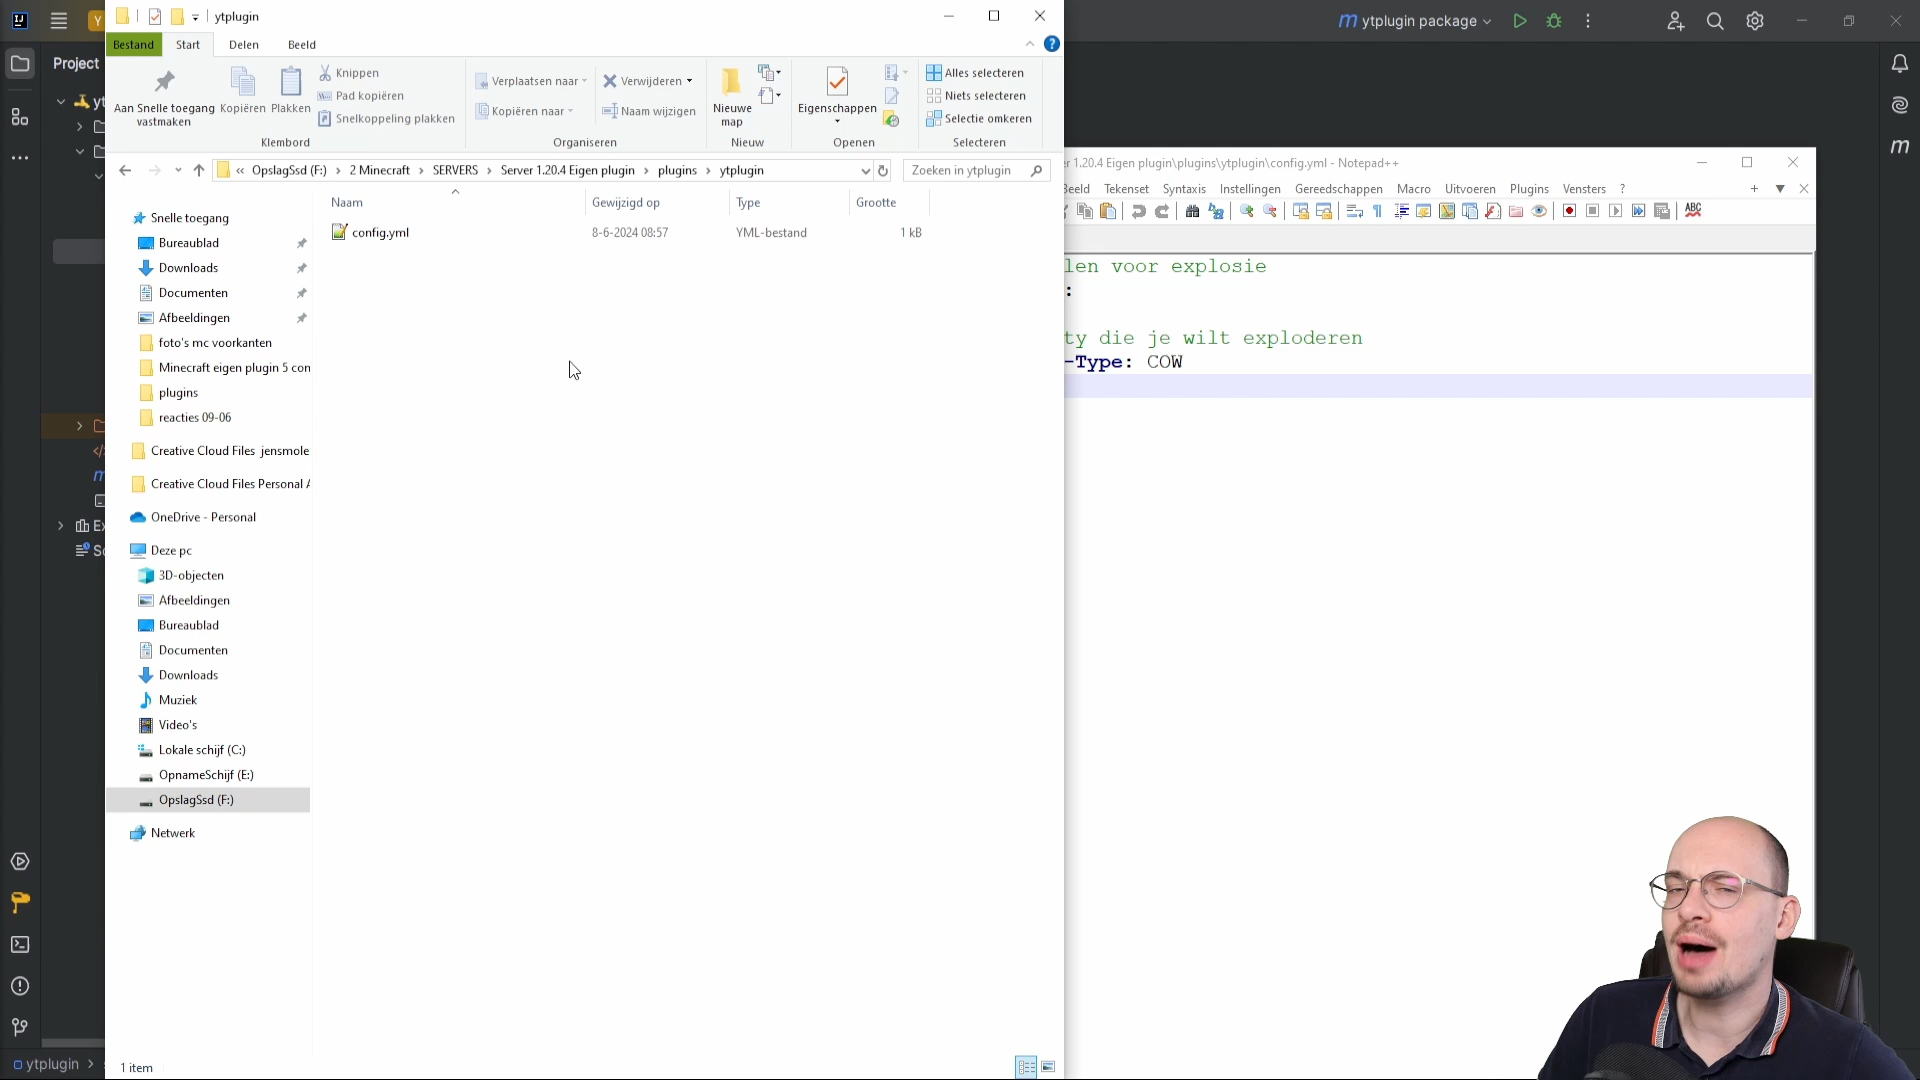 ytplugin
Bestand Start Delen Beeld
Aan Snelle toegang vastmaken
Kopiëren
Plakken
Knippen
Pad kopiëren
Snelkoppeling plakken
Klembord
Verplaatsen naar
Kopiëren naar
Verwijderen
Naam wijzigen
Organiseren
Nieuwe map
Nieuw
Eigenschappen
Openen
Alles selecteren
Niets selecteren
Selectie omkeren
Selecteren
« OpslagSsd (F:) › 2 Minecraft › SERVERS › Server 1.20.4 Eigen plugin › plugins › ytplugin
Zoeken in ytplugin
Naam Gewijzigd op Type Grootte
config.yml 8-6-2024 08:57 YML-bestand 1 kB
Snelle toegang
Bureaublad
Downloads
Documenten
Afbeeldingen
foto's mc voorkanten
Minecraft eigen plugin 5 con
plugins
reacties 09-06
Creative Cloud Files jensmole
Creative Cloud Files Personal A
OneDrive - Personal
Deze pc
3D-objecten
Afbeeldingen
Bureaublad
Documenten
Downloads
Muziek
Video's
Lokale schijf (C:)
OpnameSchijf (E:)
OpslagSsd (F:)
Netwerk
1 item
IJ
Y
Project
yt
Ex
Sc
ytplugin ›
m ytplugin package
m
er 1.20.4 Eigen plugin\plugins\ytplugin\config.yml - Notepad++
Beeld Tekenset Syntaxis Instellingen Gereedschappen Macro Uitvoeren Plugins Vensters ?
ABC
len voor explosie
:
ty die je wilt exploderen
-Type: COW